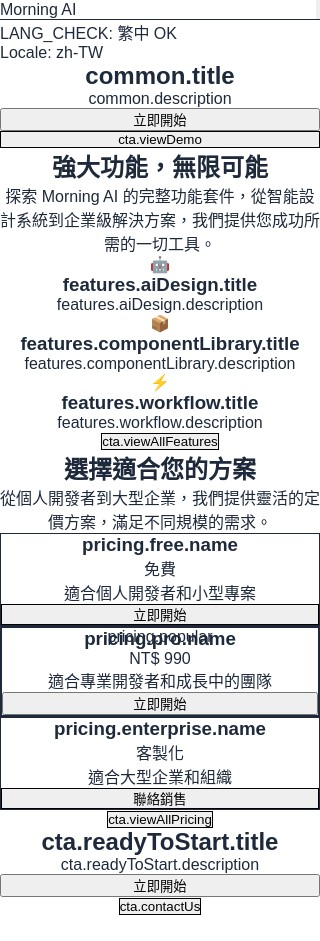 Morning AI
LANG_CHECK: 繁中 OK
Locale: zh-TW
common.title
common.description
立即開始
cta.viewDemo
強大功能，無限可能
探索 Morning AI 的完整功能套件，從智能設
計系統到企業級解決方案，我們提供您成功所
需的一切工具。
features.aiDesign.title
features.aiDesign.description
features.componentLibrary.title
features.componentLibrary.description
features.workflow.title
features.workflow.description
cta.viewAllFeatures
選擇適合您的方案
從個人開發者到大型企業，我們提供靈活的定
價方案，滿足不同規模的需求。
pricing.free.name
免費
適合個人開發者和小型專案
立即開始
pricing.popular
pricing.pro.name
NT$ 990
適合專業開發者和成長中的團隊
立即開始
pricing.enterprise.name
客製化
適合大型企業和組織
聯絡銷售
cta.viewAllPricing
cta.readyToStart.title
cta.readyToStart.description
立即開始
cta.contactUs